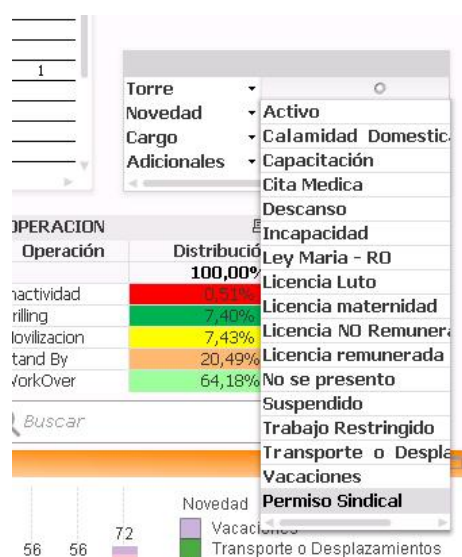 1
Torre
Novedad
Cargo
Adicionales
Activo
Calamidad Domestic
Capacitación
Cita Medica
Descanso
Incapacidad
Ley Maria - RO
Licencia Luto
Licencia maternidad
Licencia NO Remuner
Licencia remunerada
No se presento
Suspendido
Trabajo Restringido
Transporte o Despla
Vacaciones
Permiso Sindical
OPERACION
Operación Distribució
100,00%
nactividad 0,51%
rilling 7,40%
ovilizacion 7,43%
tand By 20,49%
WorkOver 64,18%
Buscar
Novedad
Vacaciones
Transporte o Desplazamientos
72
56 56